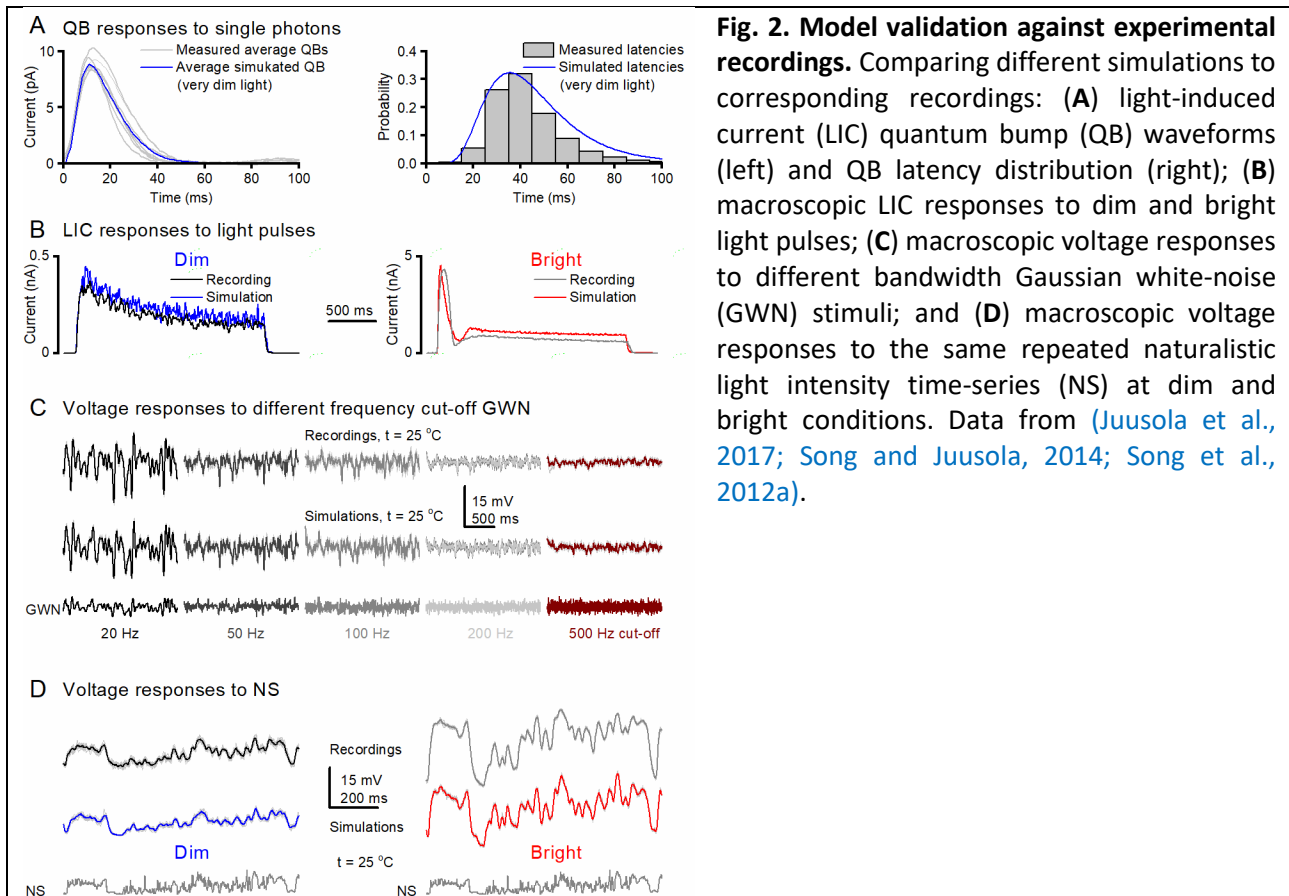 A QB responses to single photons
10
5
0
Current (pA)
Measured average QBs
Average simukated QB
(very dim light)
0 20 40 60 80 100
Time (ms)
0.4
0.3
0.2
0.1
0.0
Probability
Measured latencies
Simulated latencies
(very dim light)
0 20 40 60 80 100
Time (ms)
B LIC responses to light pulses
0.5
0
Current (nA)
Dim
Recording
Simulation
500 ms
5
0
Current (nA)
Bright
Recording
Simulation
C Voltage responses to different frequency cut-off GWN
Recordings, t = 25 °C
15 mV
500 ms
Simulations, t = 25 °C
GWN
20 Hz 50 Hz 100 Hz 200 Hz 500 Hz cut-off
D Voltage responses to NS
Recordings
15 mV
200 ms
Simulations
Dim
t = 25 °C
Bright
NS
NS
Fig. 2. Model validation against experimental
recordings. Comparing different simulations to
corresponding recordings: (A) light-induced
current (LIC) quantum bump (QB) waveforms
(left) and QB latency distribution (right); (B)
macroscopic LIC responses to dim and bright
light pulses; (C) macroscopic voltage responses
to different bandwidth Gaussian white-noise
(GWN) stimuli; and (D) macroscopic voltage
responses to the same repeated naturalistic
light intensity time-series (NS) at dim and
bright conditions. Data from (Juusola et al.,
2017; Song and Juusola, 2014; Song et al.,
2012a).